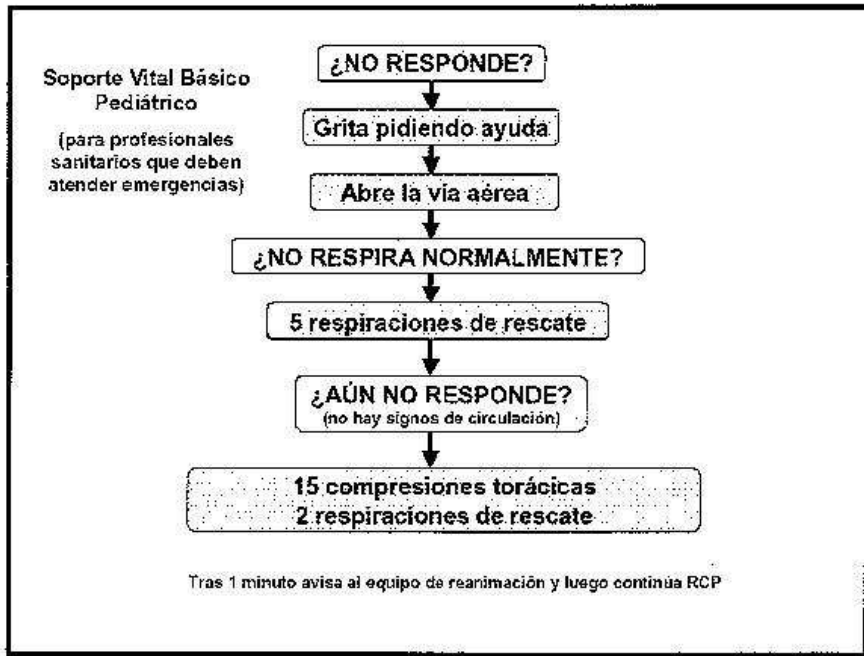 Soporte Vital Básico
Pediátrico
(para profesionales
sanitarios que deben
atender emergencias)
¿NO RESPONDE?
Grita pidiendo ayuda
Abre la vía aérea
¿NO RESPIRA NORMALMENTE?
5 respiraciones de rescate
¿AÚN NO RESPONDE?
(no hay signos de circulación)
15 compresiones torácicas
2 respiraciones de rescate
Tras 1 minuto avisa al equipo de reanimación y luego continúa RCP